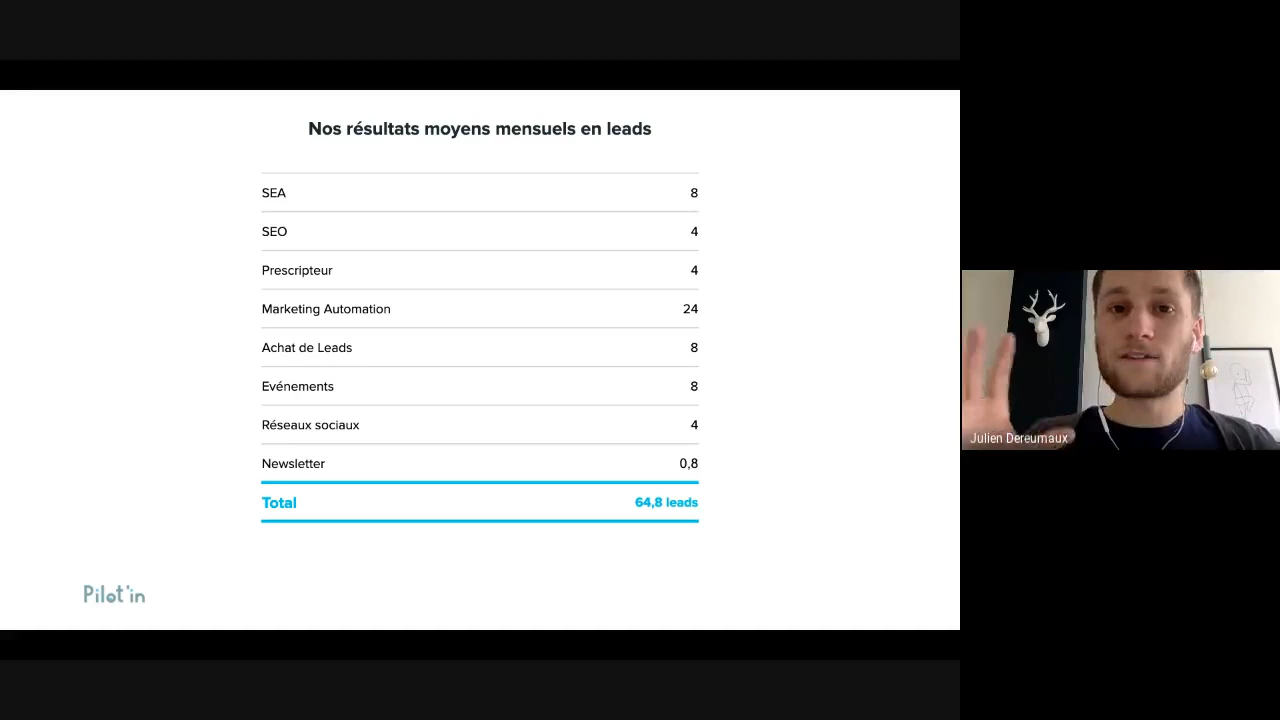 Nos résultats moyens mensuels en leads
SEA 8
SEO 4
Prescripteur 4
Marketing Automation 24
Achat de Leads 8
Evénements 8
Réseaux sociaux 4
Newsletter 0,8
Total 64,8 leads
Pilot'in
Julien Dereumaux